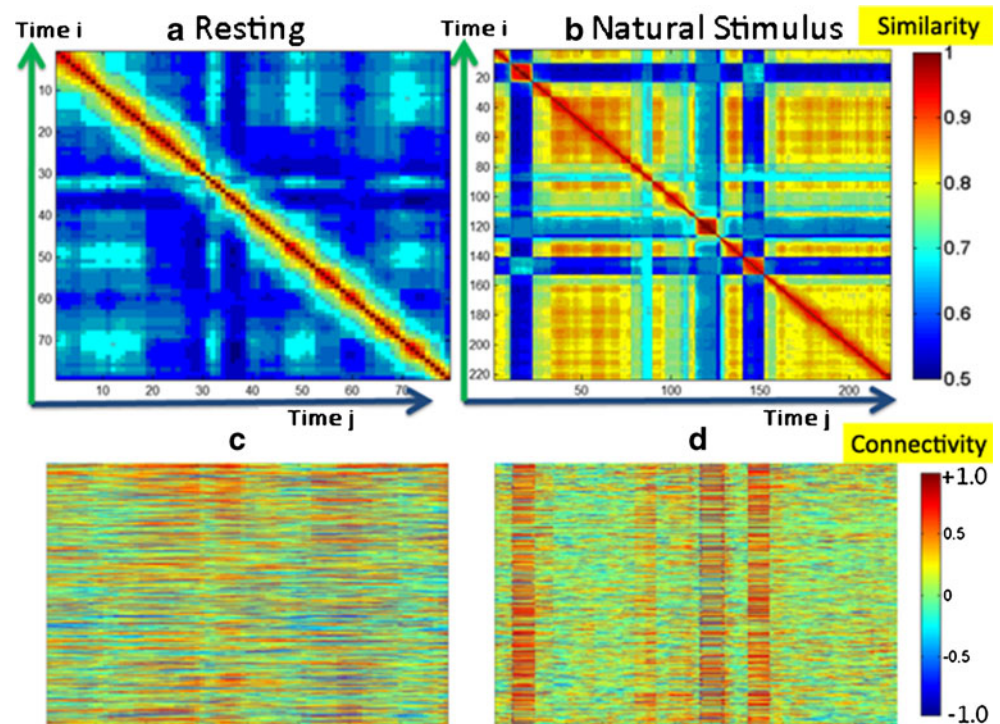 Time i
a Resting
Time i
b Natural Stimulus
Similarity
10
20
30
40
50
60
70
10 20 30 40 50 60 70
Time j
20
40
60
80
100
120
140
160
180
200
220
50 100 150 200
Time j
1
0.9
0.8
0.7
0.6
0.5
c
d
Connectivity
+1.0
0.5
0
-0.5
-1.0